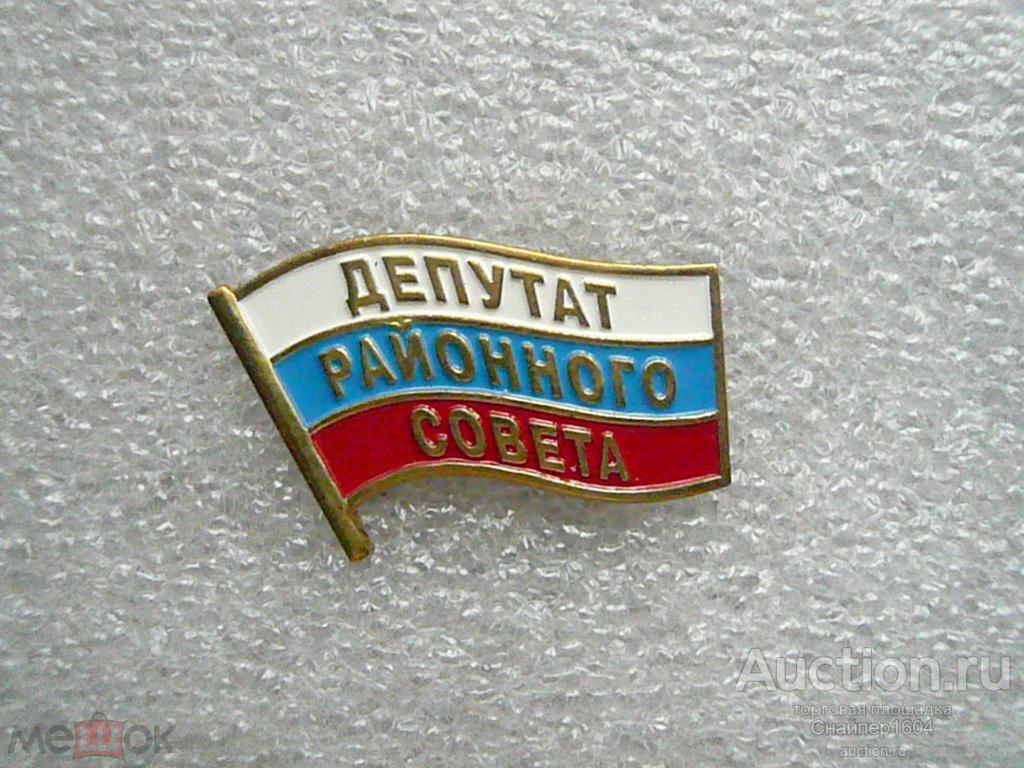 ДЕПУТАТ
РАЙОННОГО
СОВЕТА
Auction.ru
торговая площадка
Снайпер1604
auction.ru
мешок